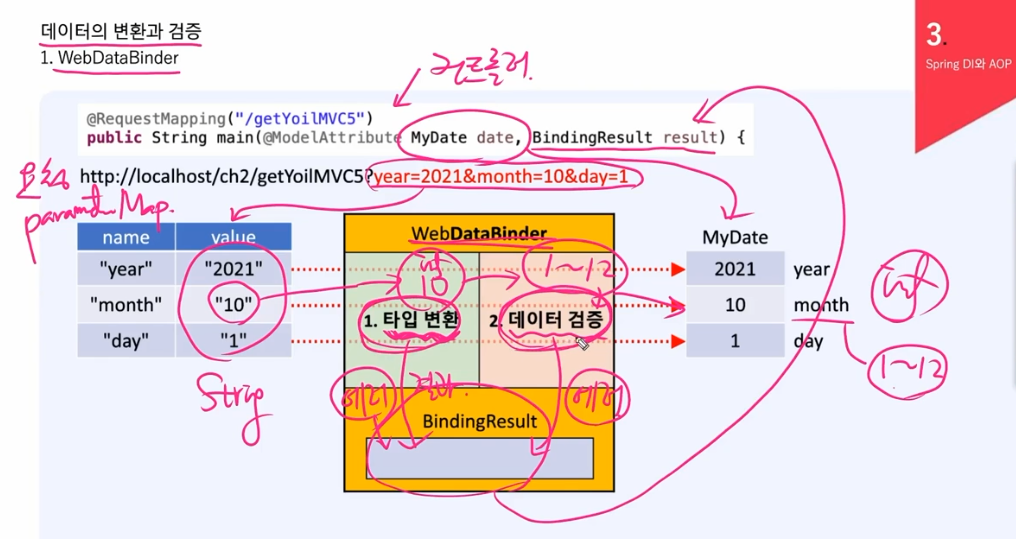 데이터의 변환과 검증
1. WebDataBinder
3.
Spring DI와 AOP
컨트롤러.
@RequestMapping("/getYoilMVC5")
public String main(@ModelAttribute MyDate date, BindingResult result) {
http://localhost/ch2/getYoilMVC5?year=2021&month=10&day=1
Map.
name value
"year" "2021"
"month" "10"
"day" "1"
String
WebDataBinder
10
1~12
1. 타입 변환
2. 데이터 검증
에러
결과
에러
BindingResult
MyDate
2021 year
10 month
1 day
int
1~12